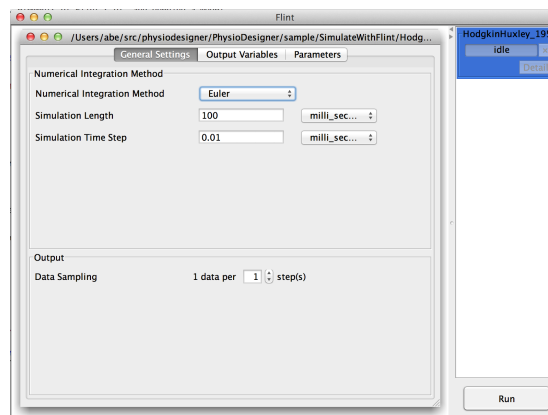 Flint
/Users/abe/src/physiodesigner/PhysioDesigner/sample/SimulateWithFlint/Hodg...
General Settings Output Variables Parameters
Numerical Integration Method
Numerical Integration Method Euler
Simulation Length 100 milli_sec...
Simulation Time Step 0.01 milli_sec...
Output
Data Sampling 1 data per 1 step(s)
HodgkinHuxley_195
idle
Detail
Run